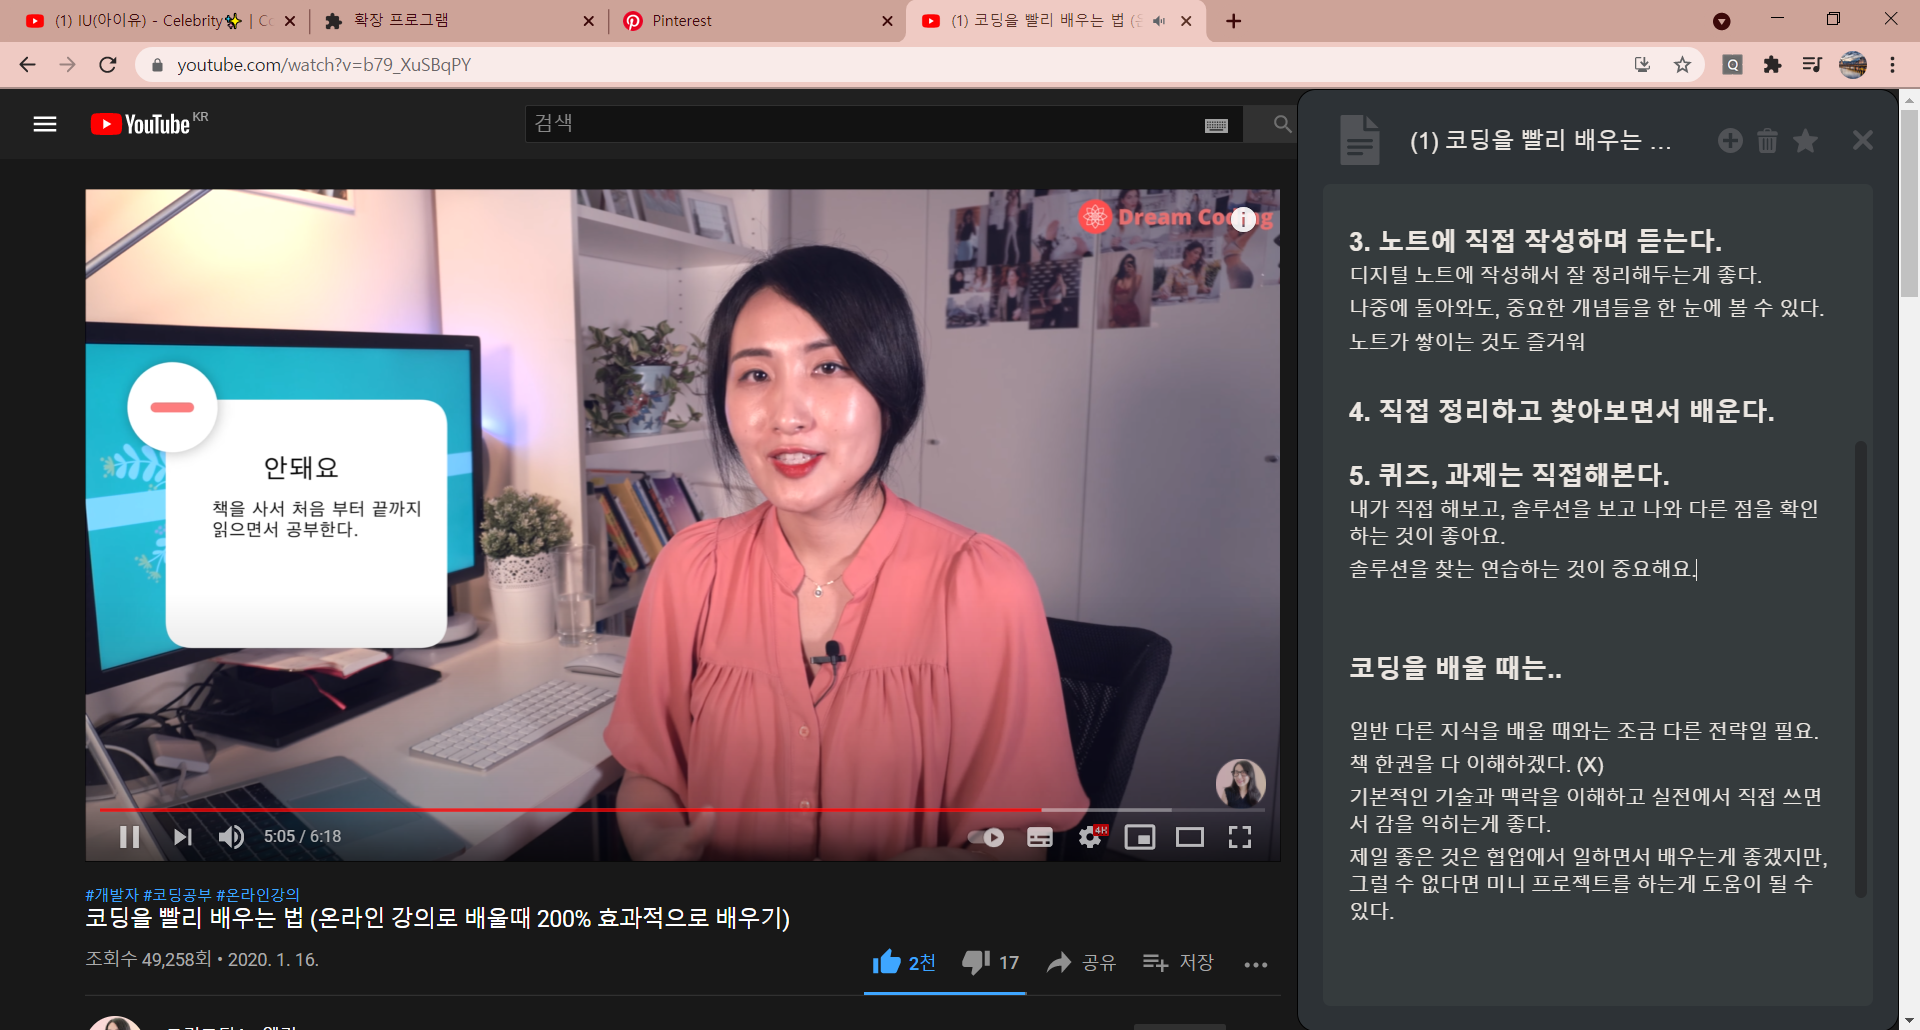 (1) IU(아이유) - Celebrity✨ | Co
확장 프로그램
Pinterest
(1) 코딩을 빨리 배우는 법
youtube.com/watch?v=b79_XuSBqPY
YouTube KR
검색
Dream Co
안돼요
책을 사서 처음 부터 끝까지
읽으면서 공부한다.
5:05 / 6:18
4K
#개발자 #코딩공부 #온라인강의
코딩을 빨리 배우는 법 (온라인 강의로 배울때 200% 효과적으로 배우기)
조회수 49,258회 • 2020. 1. 16.
2천
17
공유
저장
(1) 코딩을 빨리 배우는 ...
3. 노트에 직접 작성하며 듣는다.
디지털 노트에 작성해서 잘 정리해두는게 좋다.
나중에 돌아와도, 중요한 개념들을 한 눈에 볼 수 있다.
노트가 쌓이는 것도 즐거워
4. 직접 정리하고 찾아보면서 배운다.
5. 퀴즈, 과제는 직접해본다.
내가 직접 해보고, 솔루션을 보고 나와 다른 점을 확인
하는 것이 좋아요.
솔루션을 찾는 연습하는 것이 중요해요.
코딩을 배울 때는..
일반 다른 지식을 배울 때와는 조금 다른 전략일 필요.
책 한권을 다 이해하겠다. (X)
기본적인 기술과 맥락을 이해하고 실전에서 직접 쓰면
서 감을 익히는게 좋다.
제일 좋은 것은 협업에서 일하면서 배우는게 좋겠지만,
그럴 수 없다면 미니 프로젝트를 하는게 도움이 될 수
있다.